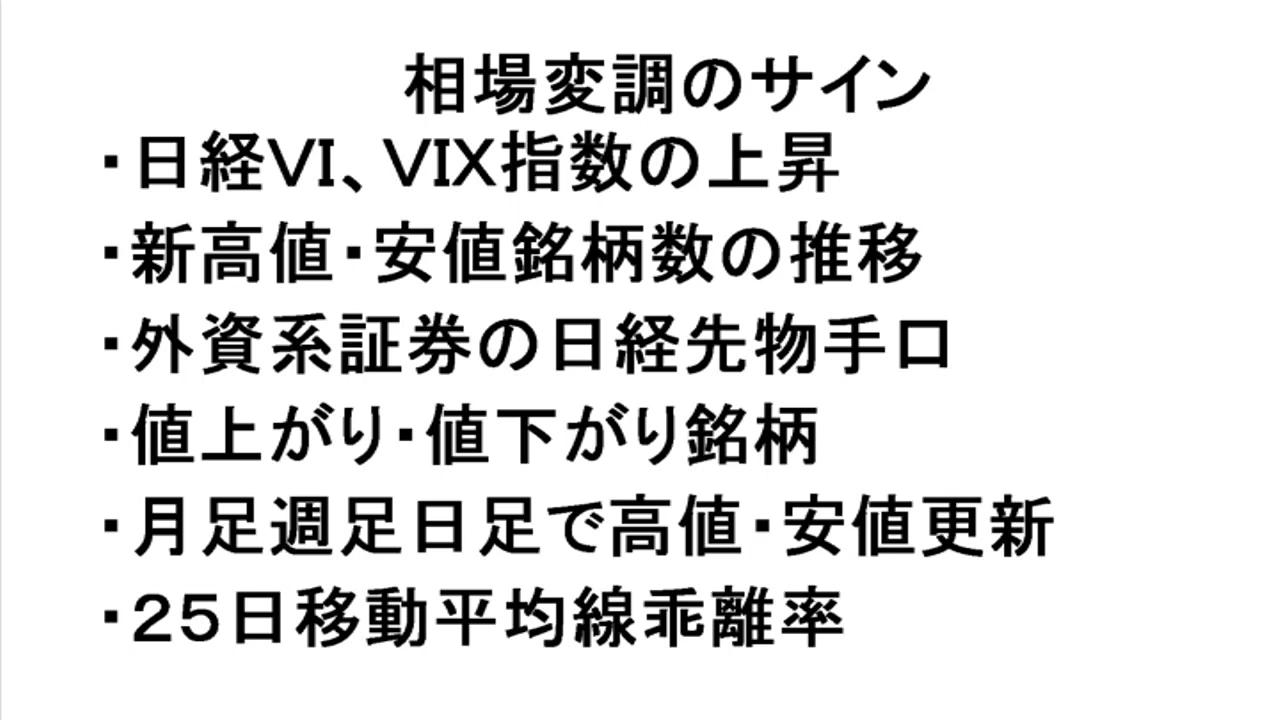 相場変調のサイン
・日経VI、VIX指数の上昇
・新高値・安値銘柄数の推移
・外資系証券の日経先物手口
・値上がり・値下がり銘柄
・月足週足日足で高値・安値更新
・２５日移動平均線乖離率